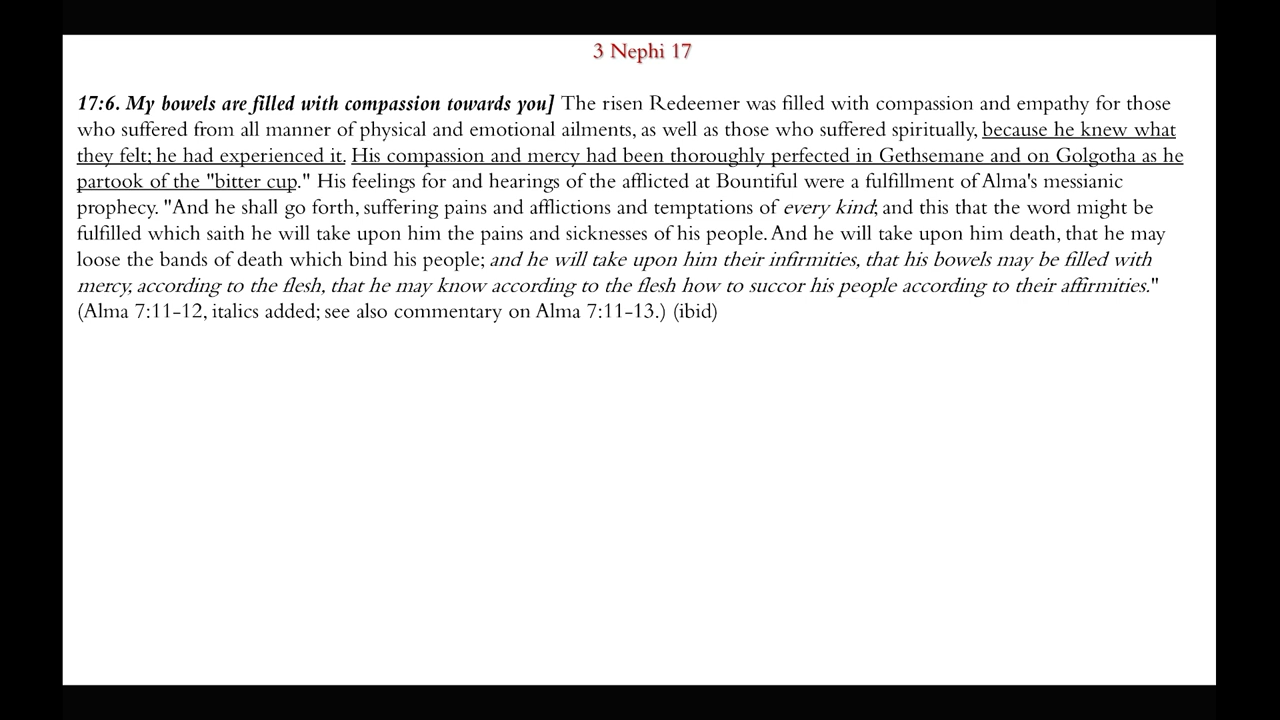 3 Nephi 17
17:6. My bowels are filled with compassion towards you] The risen Redeemer was filled with compassion and empathy for those
who suffered from all manner of physical and emotional ailments, as well as those who suffered spiritually, because he knew what
they felt; he had experienced it. His compassion and mercy had been thoroughly perfected in Gethsemane and on Golgotha as he
partook of the "bitter cup." His feelings for and hearings of the afflicted at Bountiful were a fulfillment of Alma's messianic
prophecy. "And he shall go forth, suffering pains and afflictions and temptations of every kind; and this that the word might be
fulfilled which saith he will take upon him the pains and sicknesses of his people. And he will take upon him death, that he may
loose the bands of death which bind his people; and he will take upon him their infirmities, that his bowels may be filled with
mercy, according to the flesh, that he may know according to the flesh how to succor his people according to their affirmities."
(Alma 7:11-12, italics added; see also commentary on Alma 7:11-13.) (ibid)